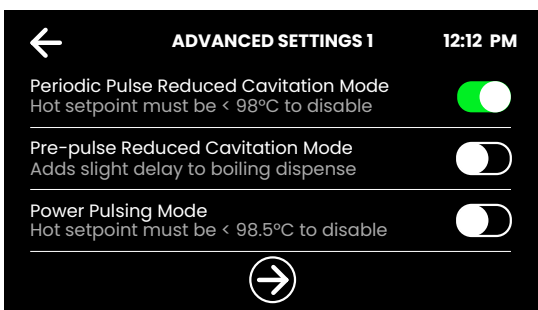 ADVANCED SETTINGS 1
12:12 PM
Periodic Pulse Reduced Cavitation Mode
Hot setpoint must be < 98°C to disable
Pre-pulse Reduced Cavitation Mode
Adds slight delay to boiling dispense
Power Pulsing Mode
Hot setpoint must be < 98.5°C to disable